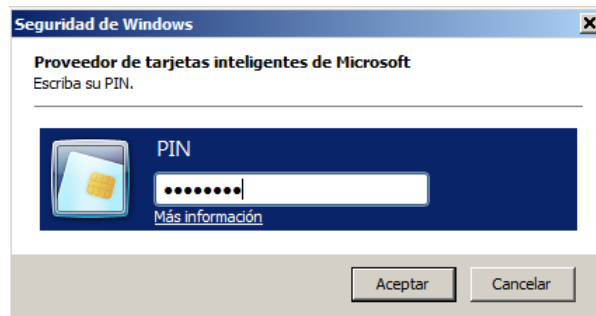 Seguridad de Windows
Proveedor de tarjetas inteligentes de Microsoft
Escriba su PIN.
PIN
●●●●●●●●
Más información
Aceptar Cancelar